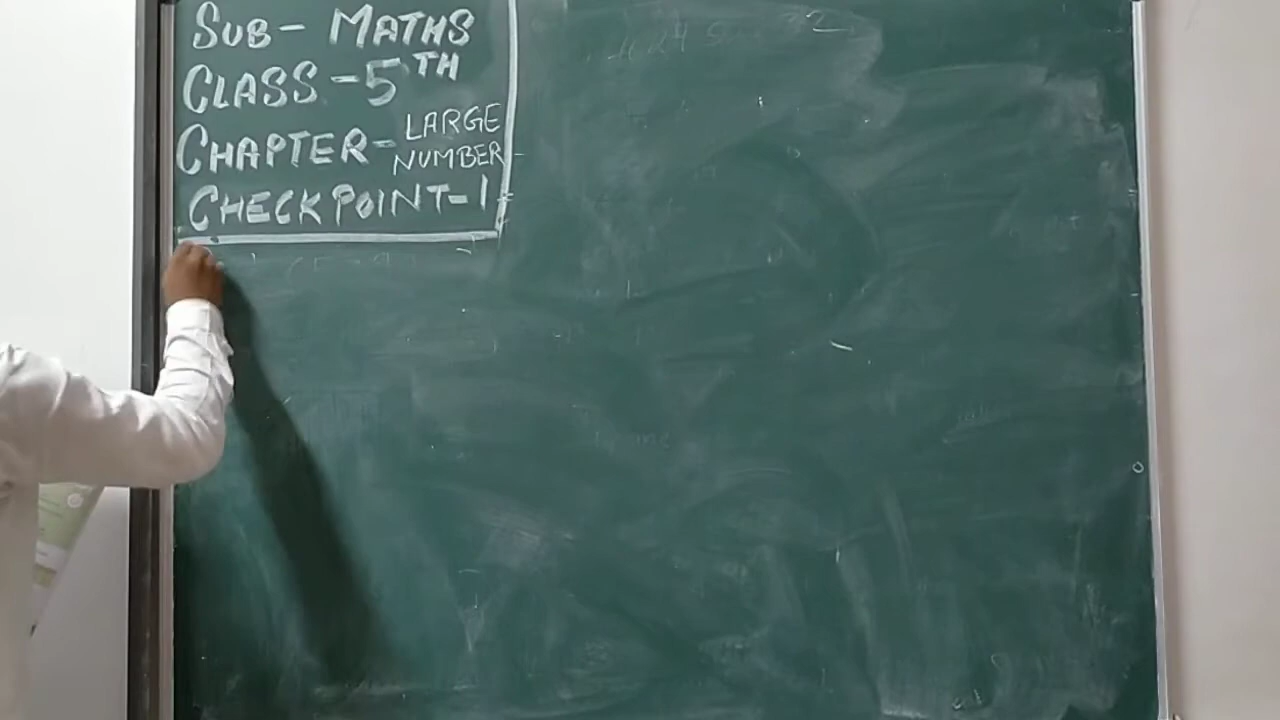 SUB - MATHS
CLASS - 5TH
CHAPTER - LARGE NUMBER
CHECKPOINT - 1